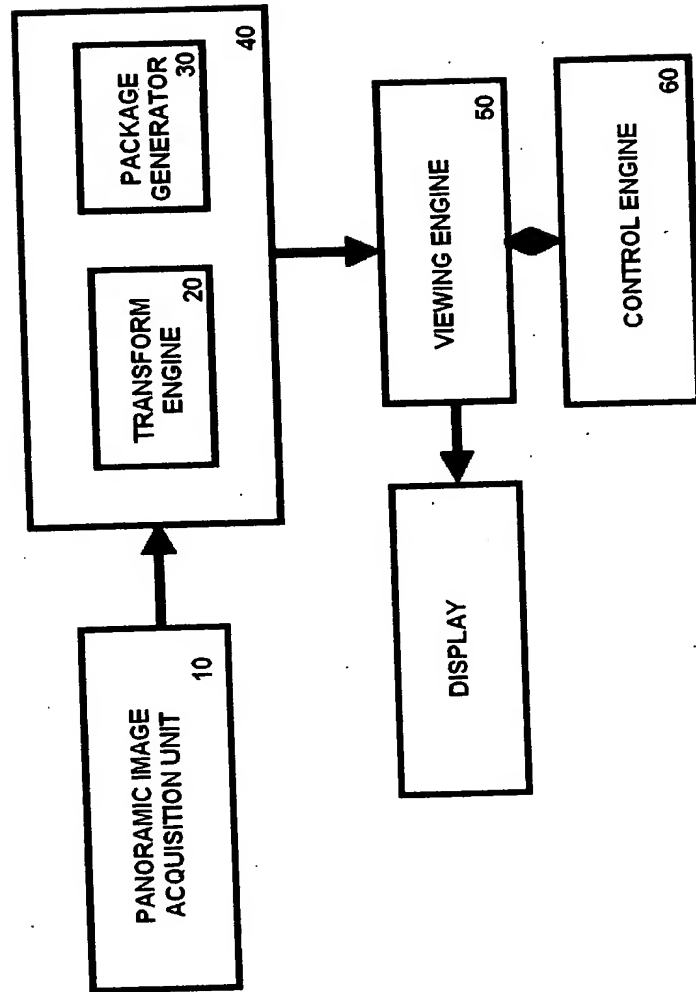 PANORAMIC IMAGE
ACQUISITION UNIT
10
TRANSFORM
ENGINE
20
PACKAGE
GENERATOR
30
40
DISPLAY
VIEWING ENGINE
50
CONTROL ENGINE
60